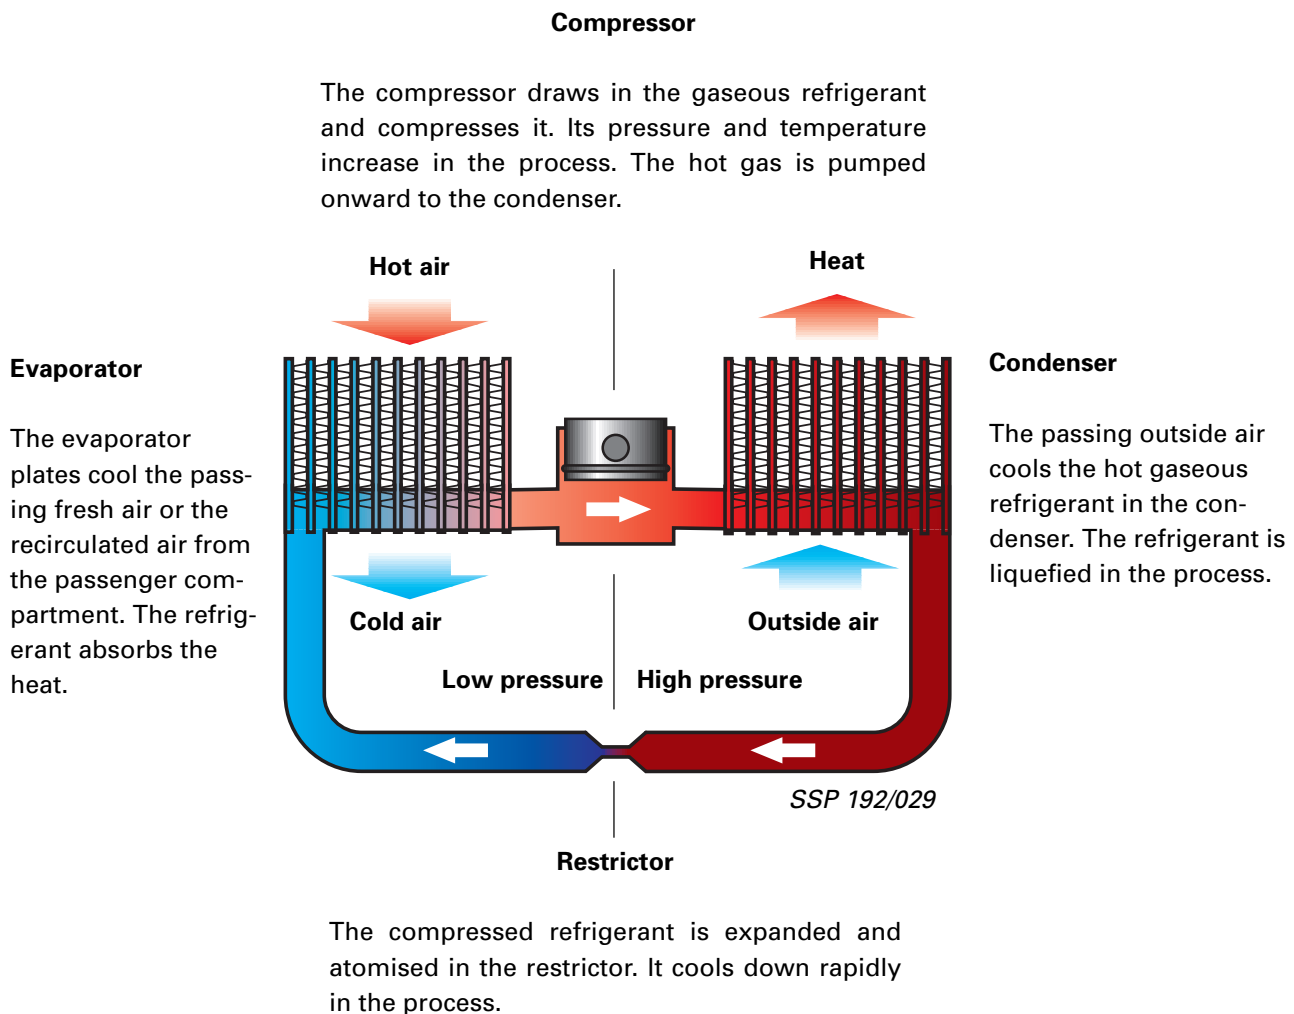 Compressor
The compressor draws in the gaseous refrigerant
and compresses it. Its pressure and temperature
increase in the process. The hot gas is pumped
onward to the condenser.
Hot air
Heat
Evaporator
The evaporator
plates cool the pass-
ing fresh air or the
recirculated air from
the passenger com-
partment. The refrig-
erant absorbs the
heat.
Condenser
The passing outside air
cools the hot gaseous
refrigerant in the con-
denser. The refrigerant is
liquefied in the process.
Cold air
Outside air
Low pressure
High pressure
SSP 192/029
Restrictor
The compressed refrigerant is expanded and
atomised in the restrictor. It cools down rapidly
in the process.